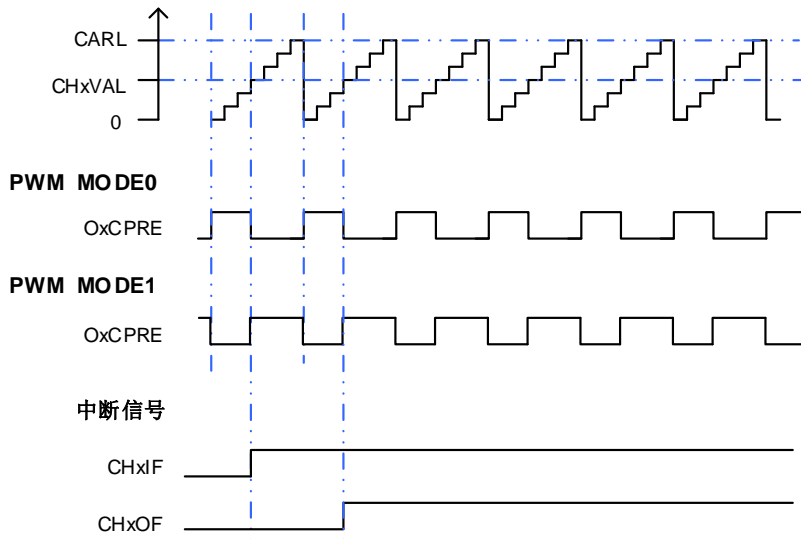 CARL
CHxVAL
0
PWM MODE0
OxCPRE
PWM MODE1
OxCPRE
中断信号
CHxIF
CHxOF